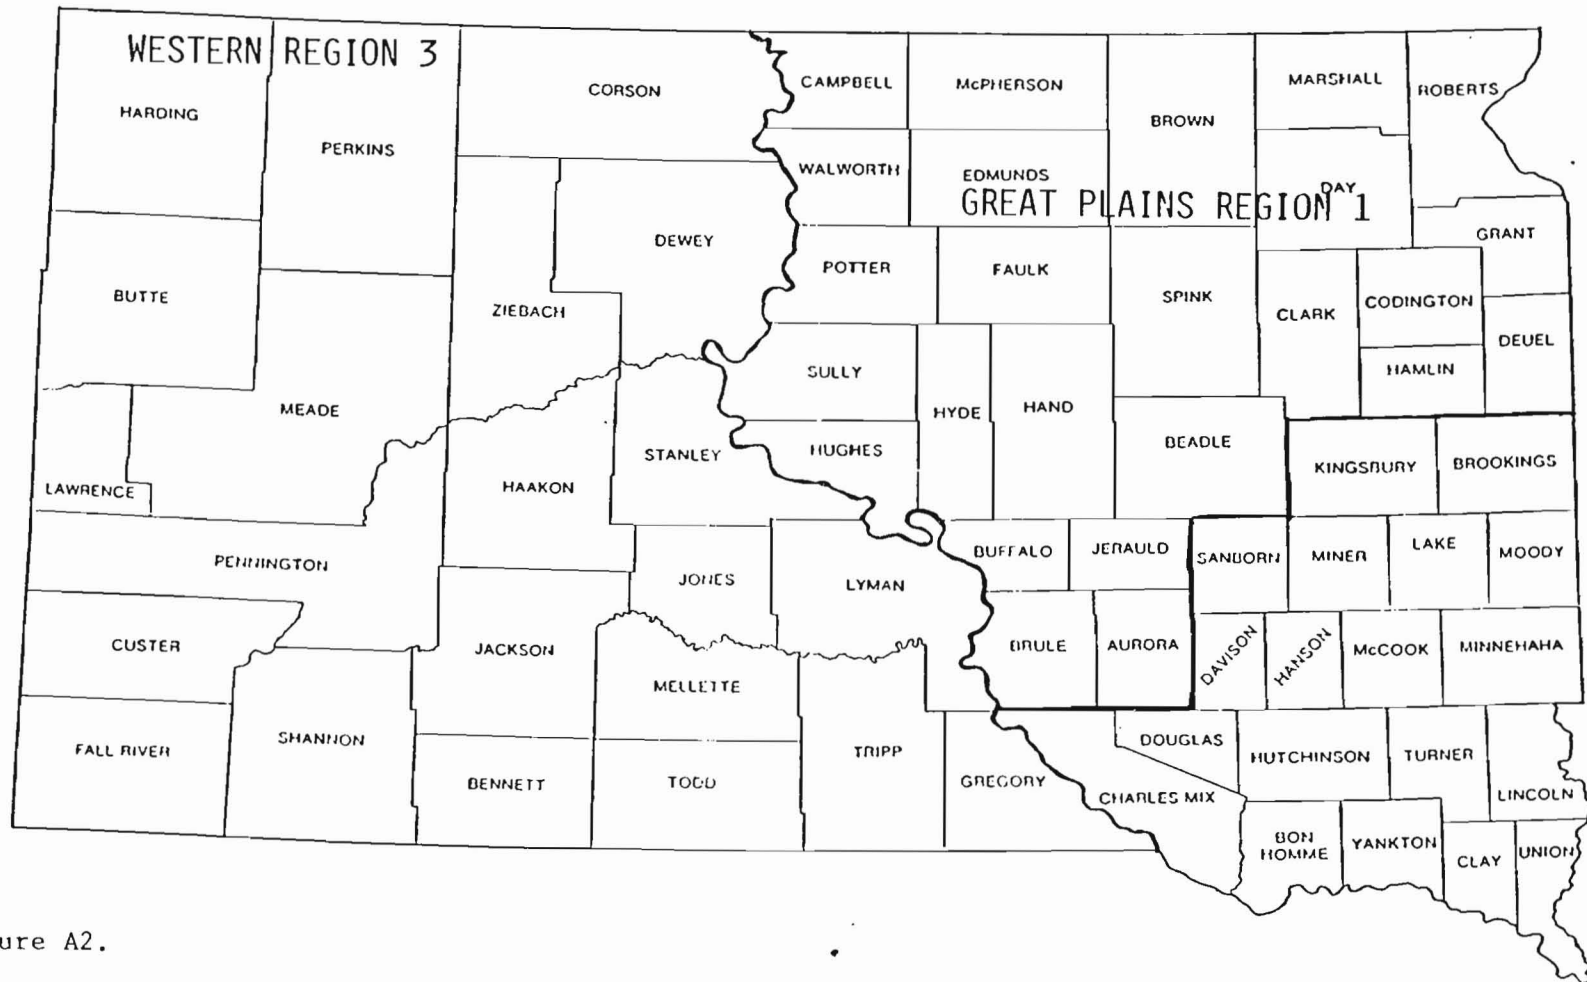 WESTERN REGION 3
HARDING
PERKINS
CORSON
CAMPBELL
McPHERSON
BROWN
MARSHALL
ROBERTS
WALWORTH
EDMUNDS
DAY
GREAT PLAINS REGION 1
DEWEY
GRANT
BUTTE
ZIEBACH
POTTER
FAULK
SPINK
CLARK
CODINGTON
DEUEL
HAMLIN
MEADE
SULLY
HYDE
HAND
BEADLE
LAWRENCE
HAAKON
STANLEY
HUGHES
KINGSBURY
BROOKINGS
PENNINGTON
JONES
LYMAN
BUFFALO
JERAULD
SANBORN
MINER
LAKE
MOODY
CUSTER
JACKSON
MELLETTE
BRULE
AURORA
DAVISON
HANSON
McCOOK
MINNEHAHA
FALL RIVER
SHANNON
BENNETT
TODD
TRIPP
GREGORY
CHARLES MIX
DOUGLAS
HUTCHINSON
TURNER
LINCOLN
BON
HOMME
YANKTON
CLAY
UNION
ure A2.